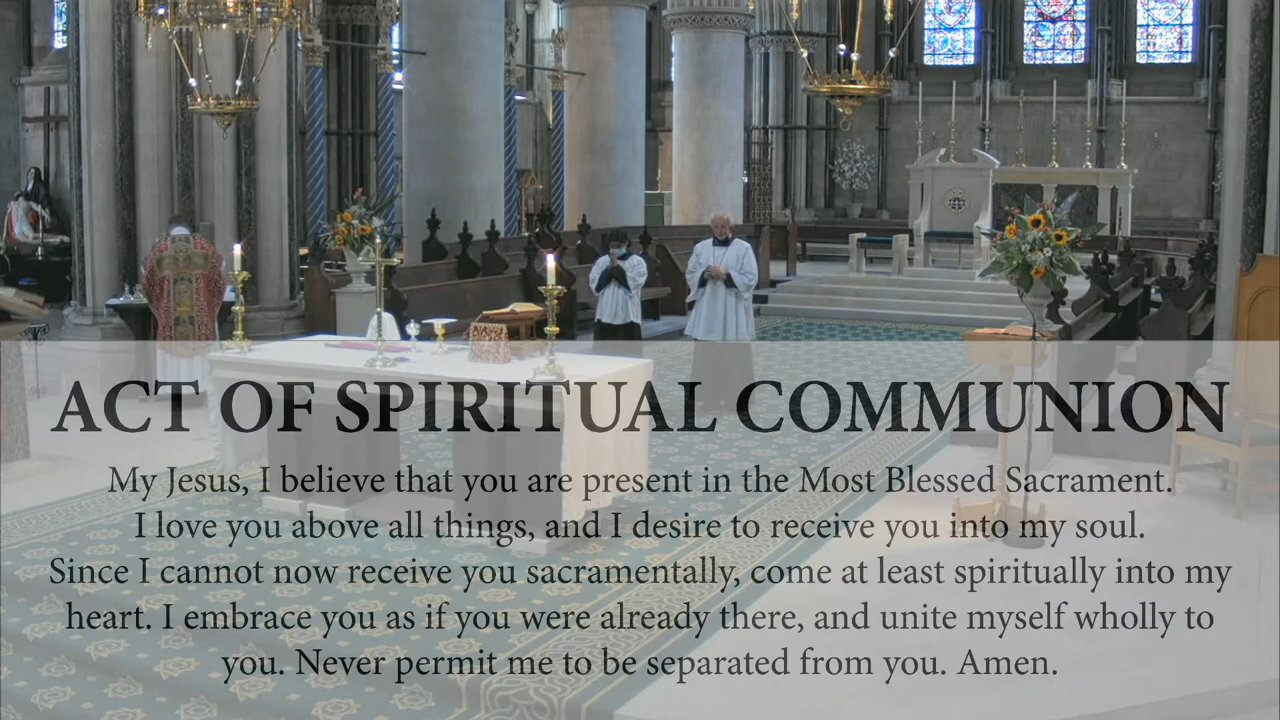 ACT OF SPIRITUAL COMMUNION
My Jesus, I believe that you are present in the Most Blessed Sacrament.
I love you above all things, and I desire to receive you into my soul.
Since I cannot now receive you sacramentally, come at least spiritually into my
heart. I embrace you as if you were already there, and unite myself wholly to
you. Never permit me to be separated from you. Amen.